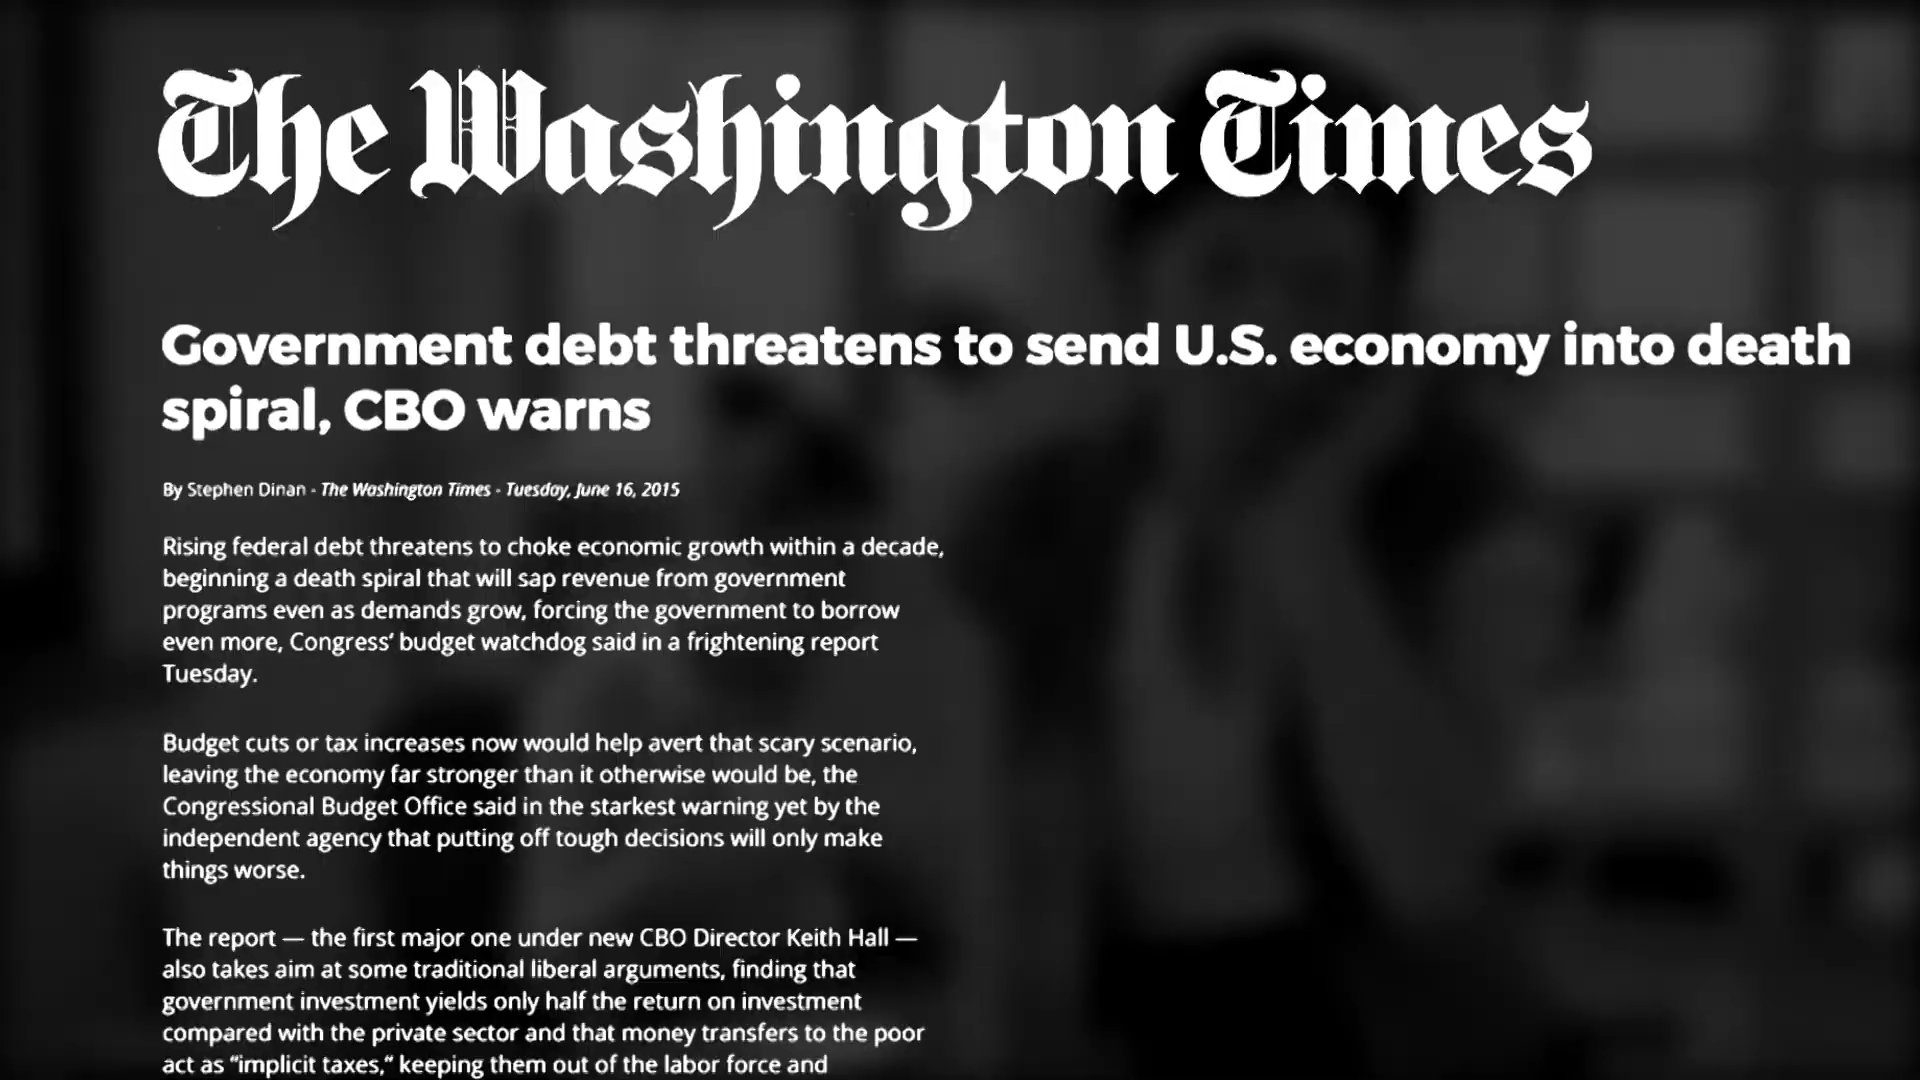 The Washington Times
Government debt threatens to send U.S. economy into death
spiral, CBO warns
By Stephen Dinan - The Washington Times - Tuesday, June 16, 2015
Rising federal debt threatens to choke economic growth within a decade,
beginning a death spiral that will sap revenue from government
programs even as demands grow, forcing the government to borrow
even more, Congress' budget watchdog said in a frightening report
Tuesday.
Budget cuts or tax increases now would help avert that scary scenario,
leaving the economy far stronger than it otherwise would be, the
Congressional Budget Office said in the starkest warning yet by the
independent agency that putting off tough decisions will only make
things worse.
The report — the first major one under new CBO Director Keith Hall —
also takes aim at some traditional liberal arguments, finding that
government investment yields only half the return on investment
compared with the private sector and that money transfers to the poor
act as "implicit taxes," keeping them out of the labor force and